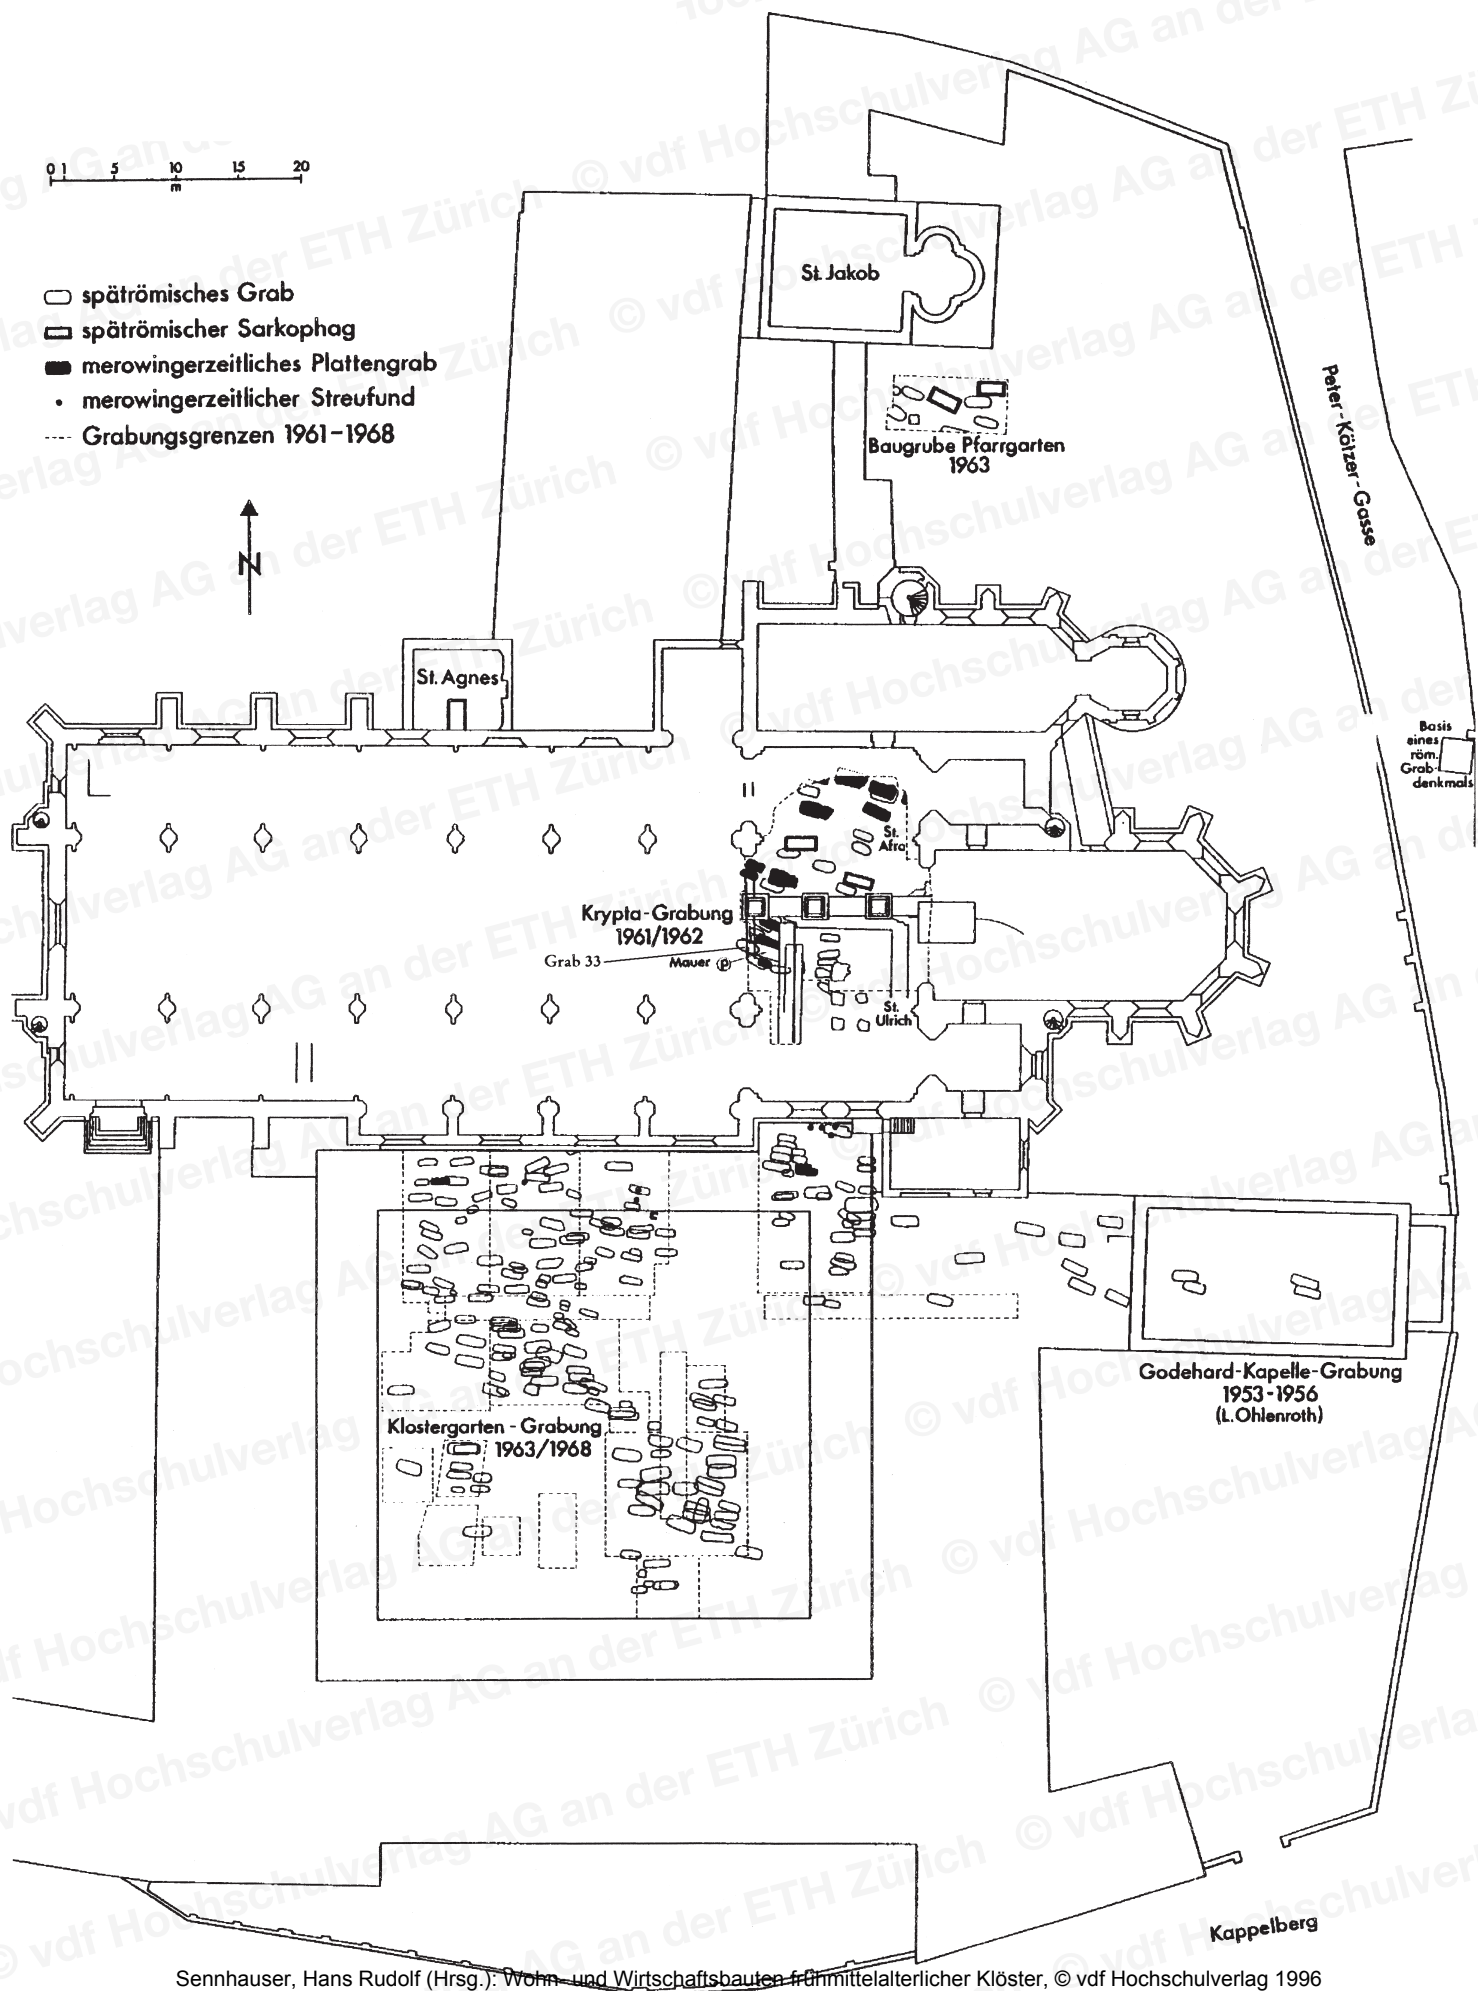 0 1 5 10 15 20
m
spätrömisches Grab
spätrömischer Sarkophag
merowingerzeitliches Plattengrab
merowingerzeitlicher Streufund
Grabungsgrenzen 1961-1968
N
St. Jakob
Baugrube Pfarrgarten
1963
Peter-Kötzer-Gasse
St. Agnes
Basis
eines
röm.
Grab-
denkmals
St.
Afra
Krypta-Grabung
1961/1962
Grab 33
Mauer P
St.
Ulrich
Godehard-Kapelle-Grabung
1953-1956
(L.Ohlenroth)
Klostergarten-Grabung
1963/1968
Kappelberg
© vdf Hochschulverlag AG an der ETH Zürich
Sennhauser, Hans Rudolf (Hrsg.): Wohn- und Wirtschaftsbauten frühmittelalterlicher Klöster, © vdf Hochschulverlag 1996